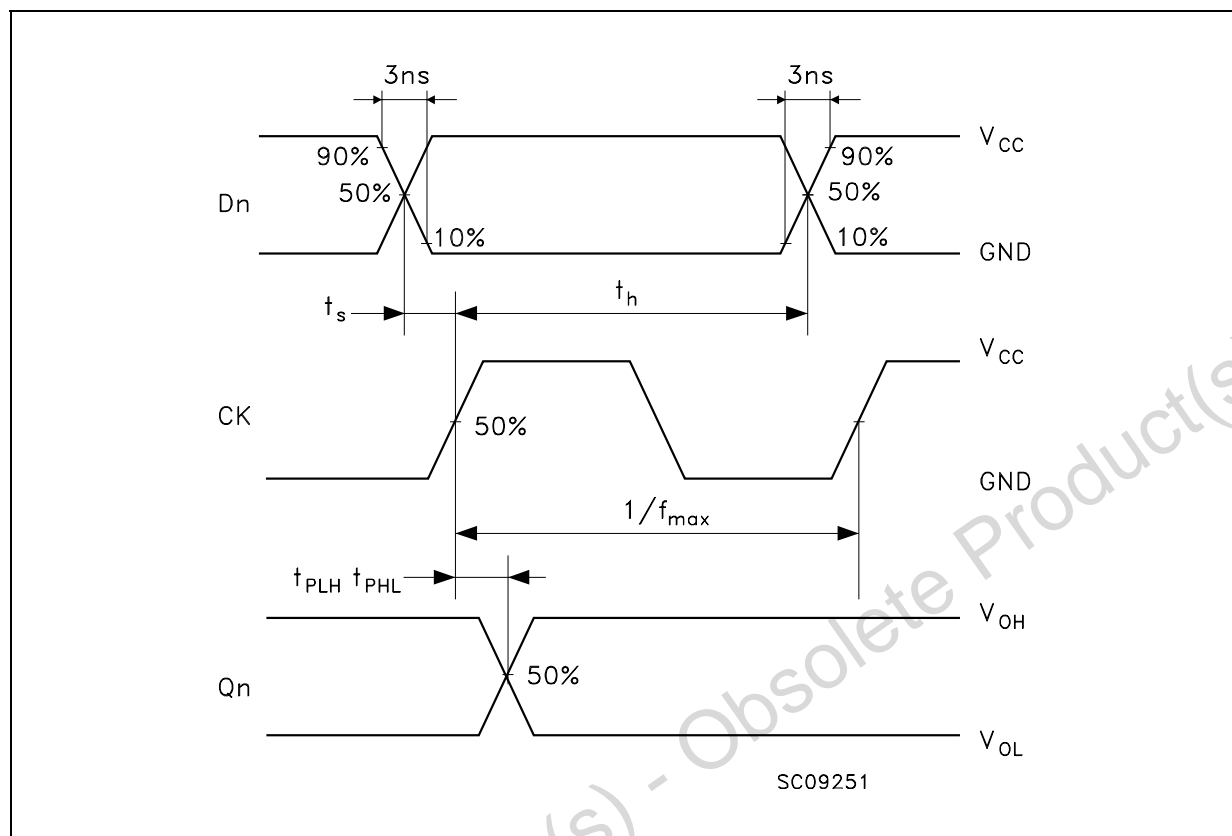 3ns 3ns
V_CC
90% 90%
Dn 50% 50%
10% 10%
GND
t_s t_h
V_CC
CK 50%
GND
1/f_max
t_PLH t_PHL
V_OH
Qn 50%
V_OL
SC09251
(s) - Obsolete Product(s